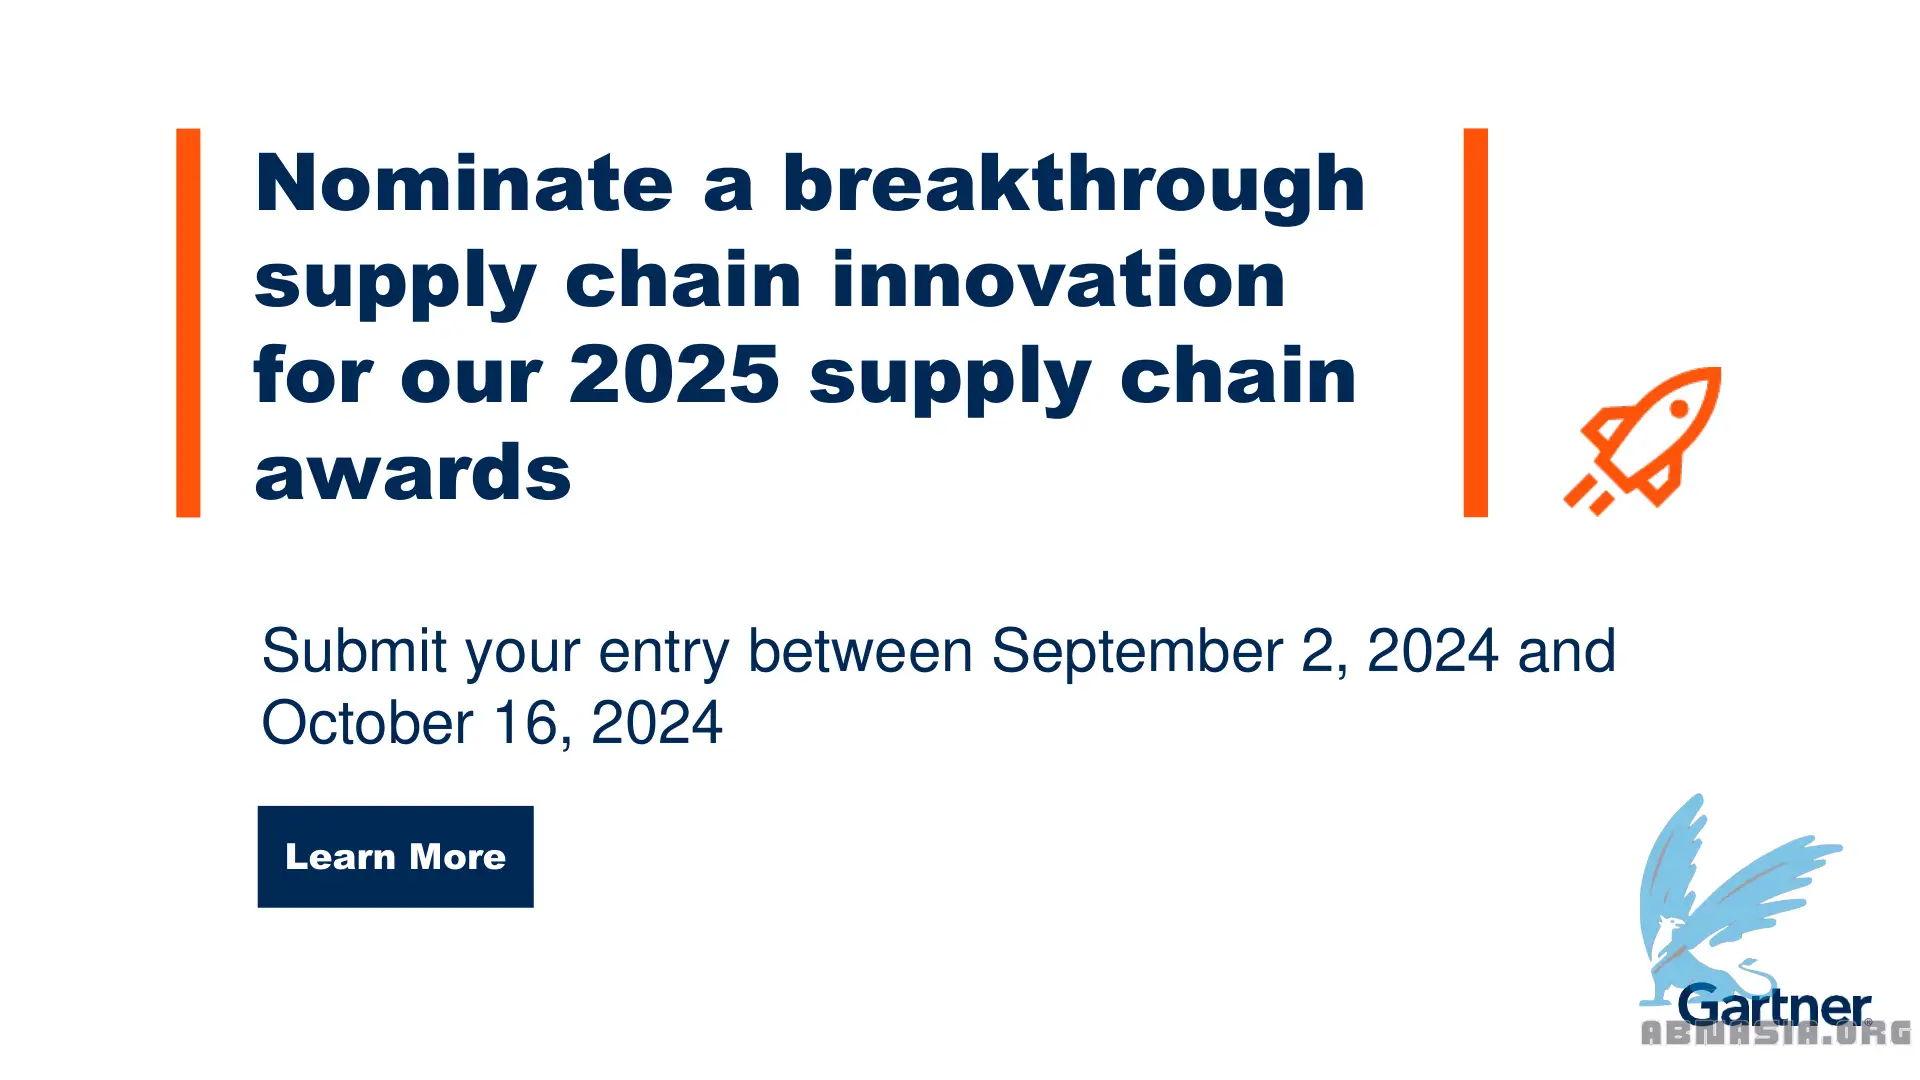 Nominate a breakthrough
supply chain innovation
for our 2025 supply chain
awards
Submit your entry between September 2, 2024 and
October 16, 2024
Learn More
Gartner®
ABMASIA.ORG